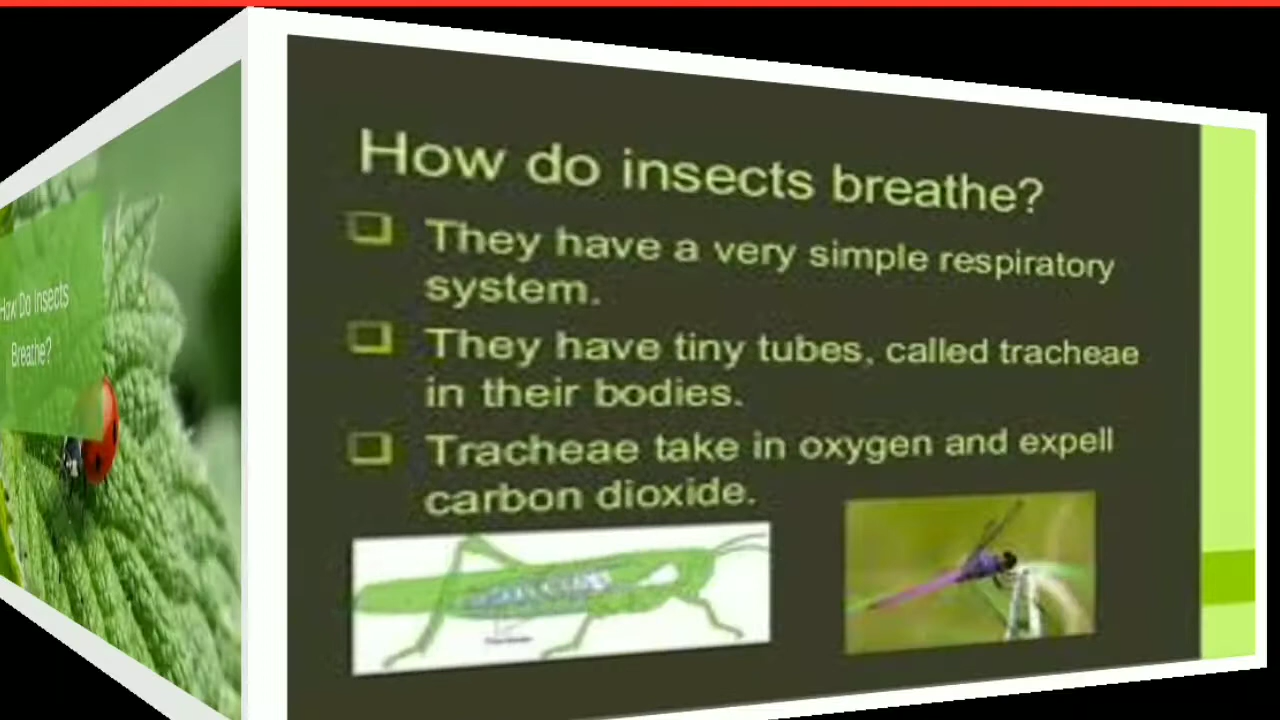 How Do Insects
Breathe?
How do insects breathe?
They have a very simple respiratory
system.
They have tiny tubes, called tracheae
in their bodies.
Tracheae take in oxygen and expell
carbon dioxide.